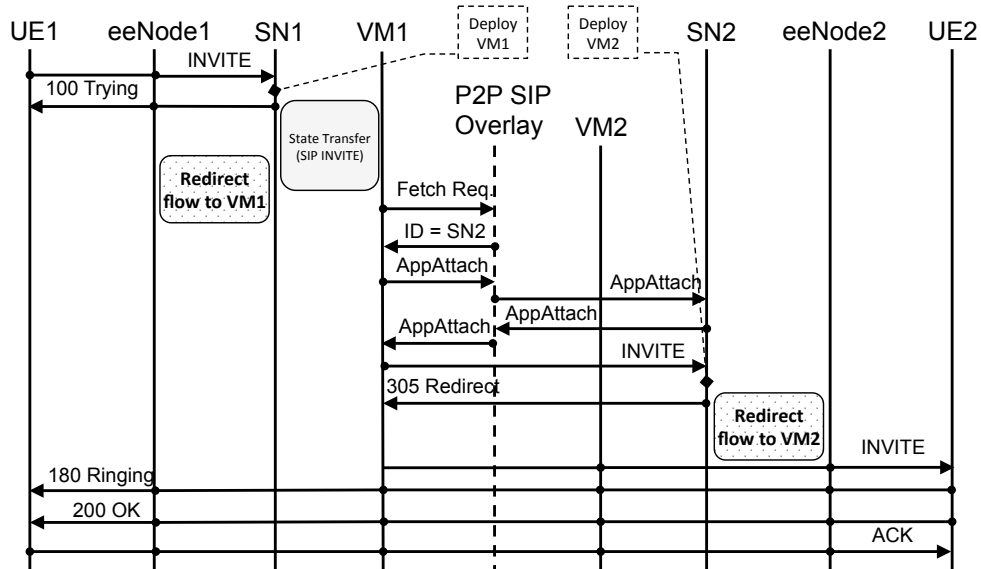 UE1 eeNode1 SN1 VM1 Deploy VM1 Deploy VM2 SN2 eeNode2 UE2
INVITE
100 Trying
P2P SIP
Overlay
VM2
State Transfer
(SIP INVITE)
Redirect
flow to VM1
Fetch Req.
ID = SN2
AppAttach
AppAttach
AppAttach
AppAttach
INVITE
305 Redirect
Redirect
flow to VM2
INVITE
180 Ringing
200 OK
ACK